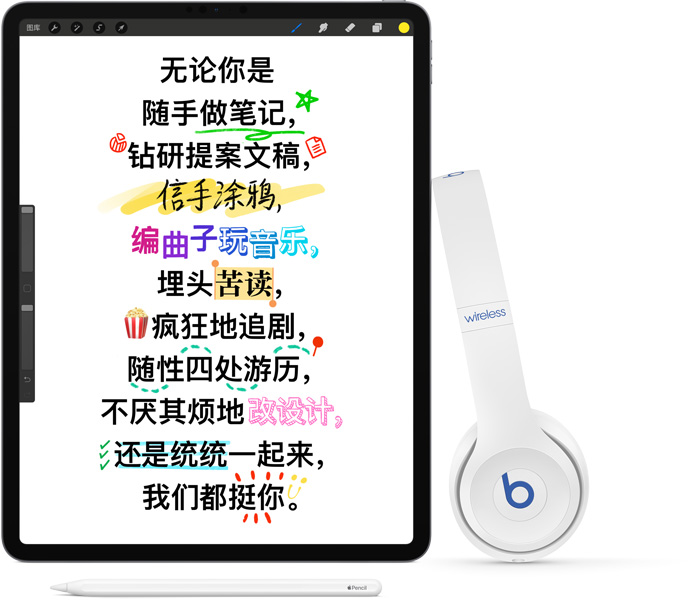 图库
无论你是
随手做笔记,
钻研提案文稿,
信手涂鸦,
编曲子玩音乐,
埋头苦读,
疯狂地追剧,
随性四处游历,
不厌其烦地改设计,
还是统统一起来,
我们都挺你。
wireless
b
Pencil